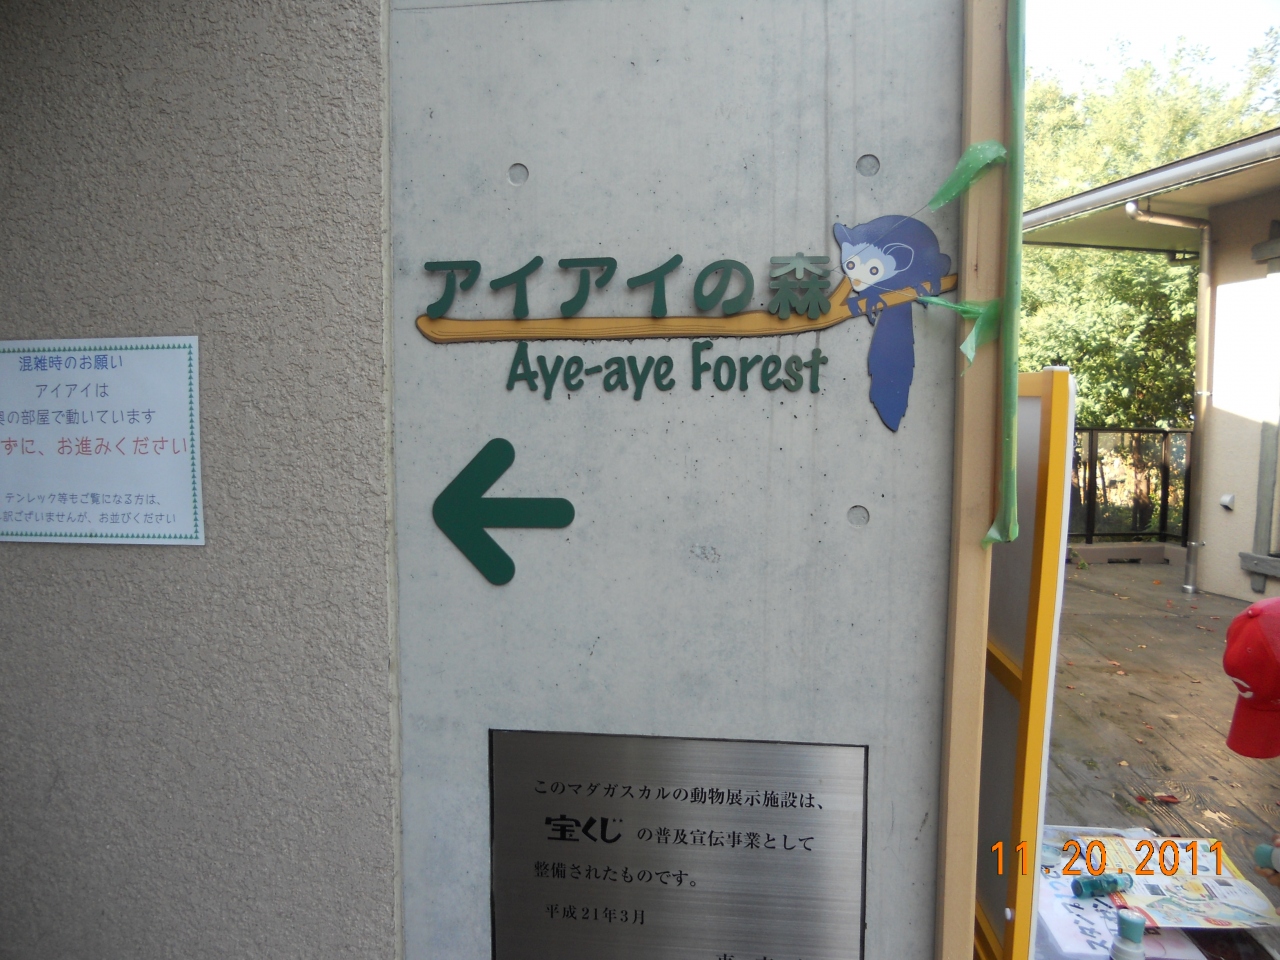 アイアイの森
Aye-aye Forest
混雑時のお願い
アイアイは
の部屋で動いています
ずに、お進みください
テンレック等もご覧になる方は、
訳ございませんが、お並びください
このマダガスカルの動物展示施設は、
宝くじ の普及宣伝事業として
整備されたものです。
平成21年3月
11.20.2011